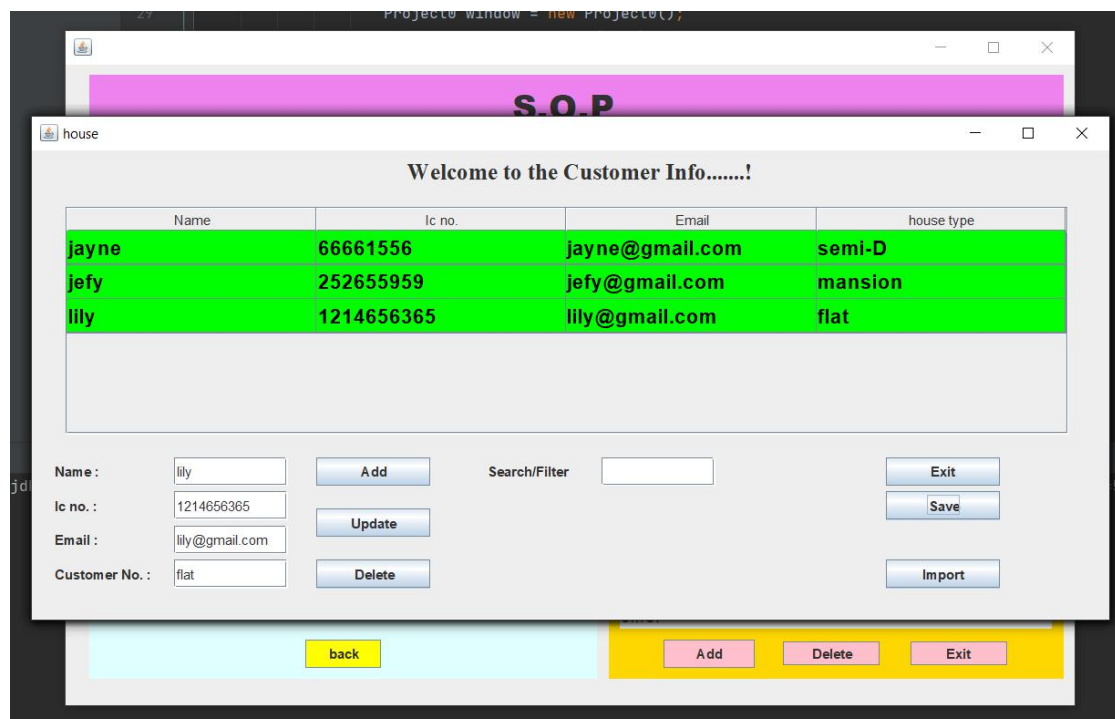 29 Project0 window = new Project0();
S.O.P
house
Welcome to the Customer Info.......!
Name Ic no. Email house type
jayne 66661556 jayne@gmail.com semi-D
jefy 252655959 jefy@gmail.com mansion
lily 1214656365 lily@gmail.com flat
Name : lily Add Search/Filter Exit
Ic no. : 1214656365 Save
Update
Email : lily@gmail.com
Customer No. : flat Delete Import
back Add Delete Exit